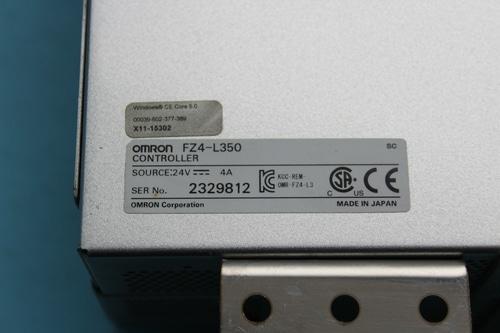 Windows® CE Core 5.0
00039-802-377-389
X11-15302
OMRON FZ4-L350 SC
CONTROLLER
SOURCE:24V 4A KCC-REM-
OMR-FZ4-L3
SER No. 2329812
C US
OMRON Corporation MADE IN JAPAN